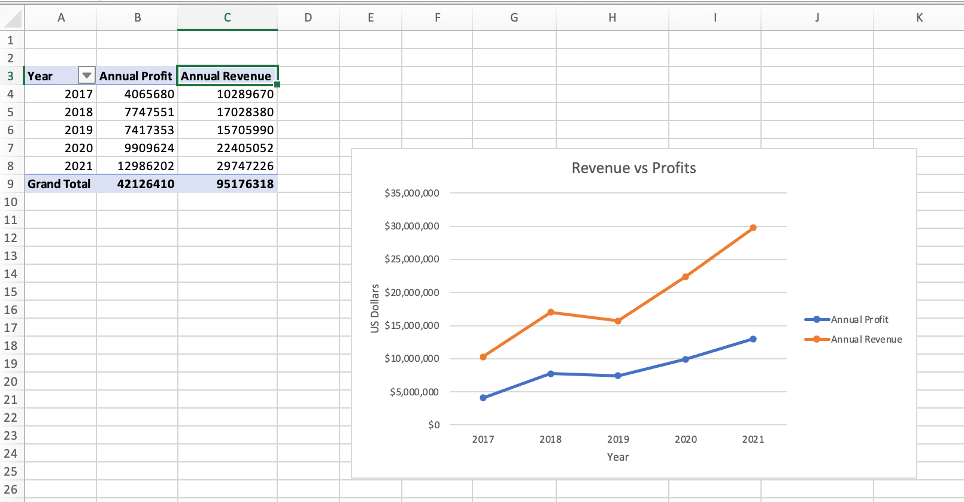 A B C D E F G H I J K
1
2
3 Year Annual Profit Annual Revenue
4 2017 4065680 10289670
5 2018 7747551 17028380
6 2019 7417353 15705990
7 2020 9909624 22405052
8 2021 12986202 29747226
9 Grand Total 42126410 95176318
10
11
12
13
14
15
16
17
18
19
20
21
22
23
24
25
26
Revenue vs Profits
$35,000,000
$30,000,000
$25,000,000
$20,000,000
$15,000,000
$10,000,000
$5,000,000
$0
US Dollars
2017 2018 2019 2020 2021
Year
Annual Profit
Annual Revenue